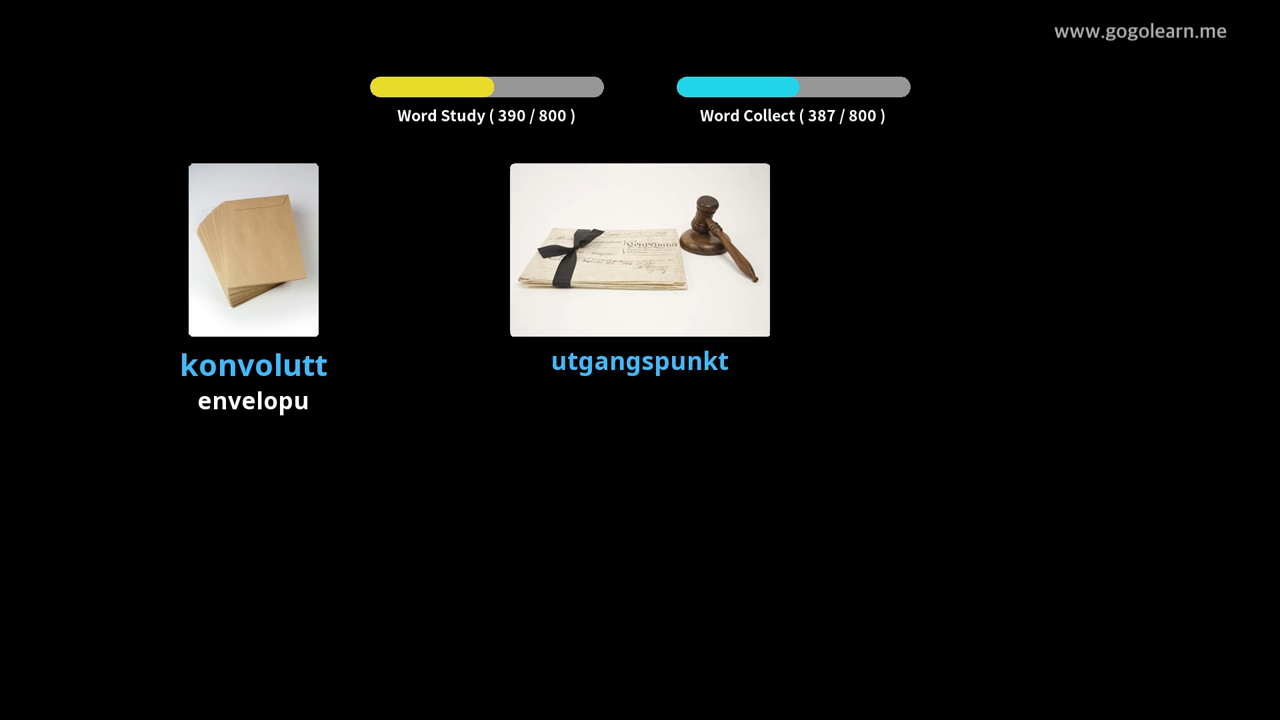 www.gogolearn.me
Word Study ( 390 / 800 )
Word Collect ( 387 / 800 )
konvolutt
envelopu
utgangspunkt